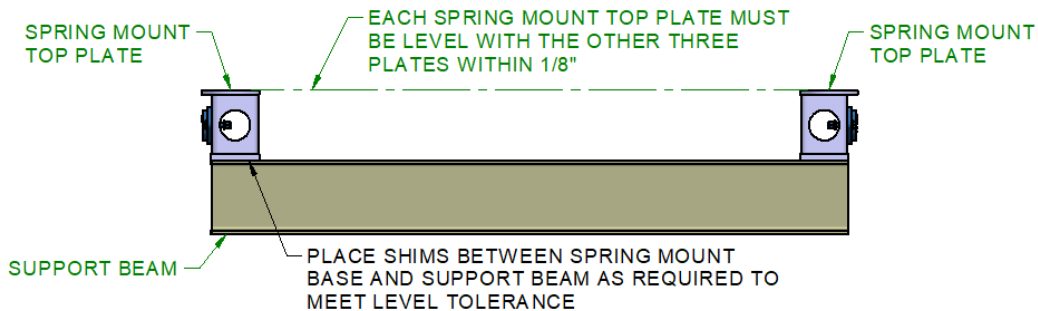 SPRING MOUNT
TOP PLATE
EACH SPRING MOUNT TOP PLATE MUST
BE LEVEL WITH THE OTHER THREE
PLATES WITHIN 1/8"
SPRING MOUNT
TOP PLATE
SUPPORT BEAM
PLACE SHIMS BETWEEN SPRING MOUNT
BASE AND SUPPORT BEAM AS REQUIRED TO
MEET LEVEL TOLERANCE